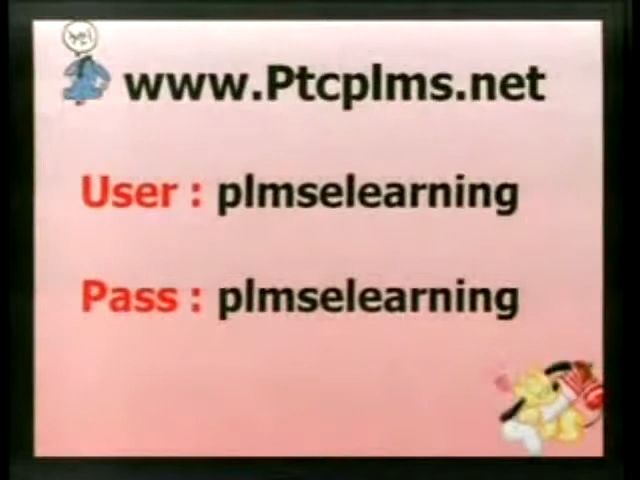 www.Ptcplms.net
User : plmselearning
Pass : plmselearning